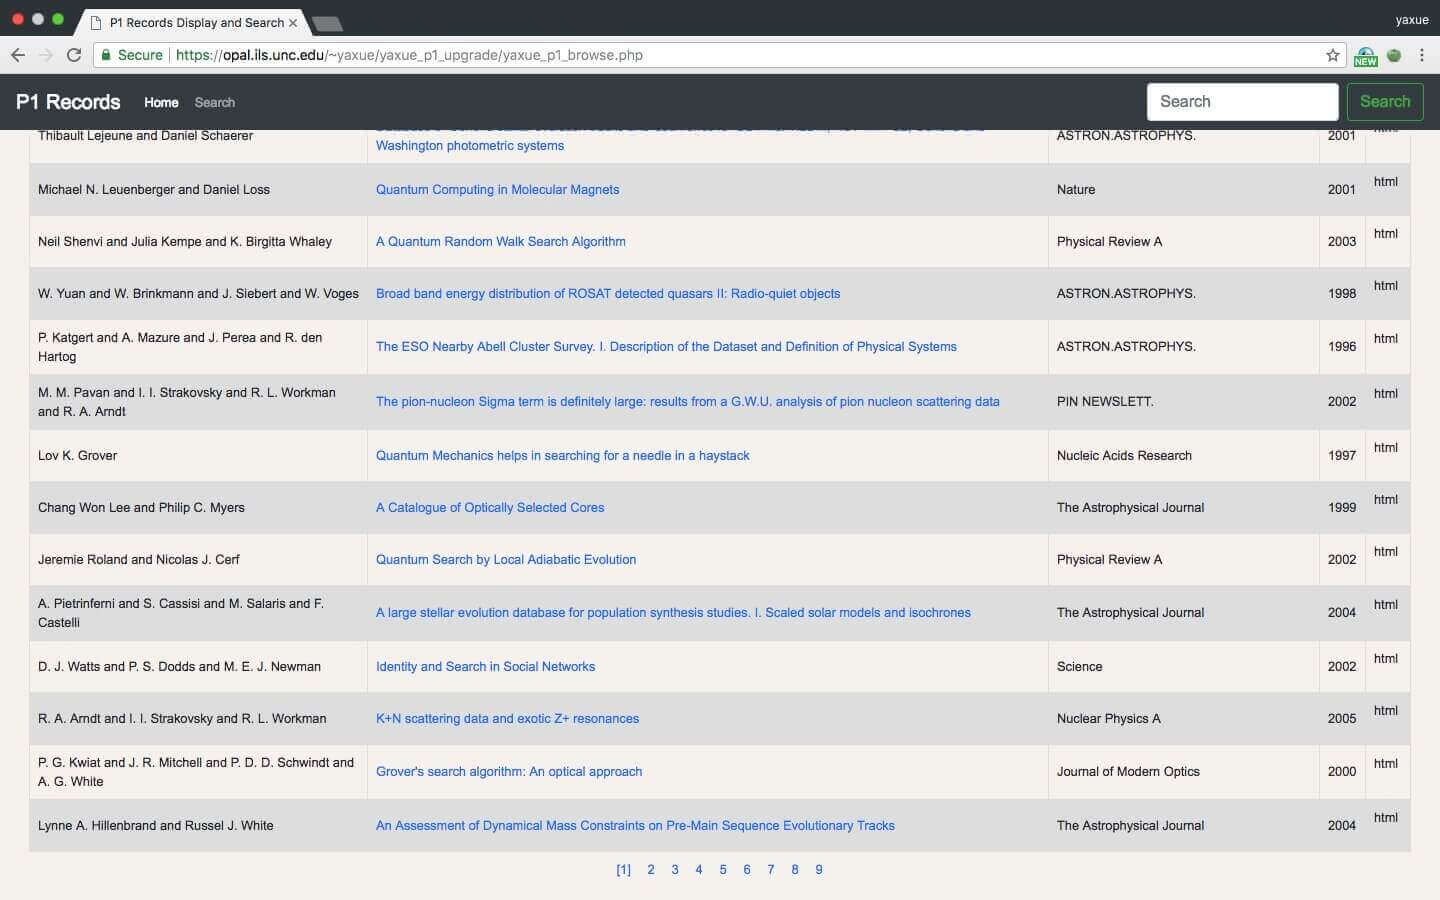 P1 Records Display and Search
yaxue
Secure https://opal.ils.unc.edu/~yaxue/yaxue_p1_upgrade/yaxue_p1_browse.php
NEW
P1 Records Home Search Search Search
Thibault Lejeune and Daniel Schaerer
Washington photometric systems
ASTRON.ASTROPHYS. 2001 html
Michael N. Leuenberger and Daniel Loss Quantum Computing in Molecular Magnets Nature 2001 html
Neil Shenvi and Julia Kempe and K. Birgitta Whaley A Quantum Random Walk Search Algorithm Physical Review A 2003 html
W. Yuan and W. Brinkmann and J. Siebert and W. Voges Broad band energy distribution of ROSAT detected quasars II: Radio-quiet objects ASTRON.ASTROPHYS. 1998 html
P. Katgert and A. Mazure and J. Perea and R. den
Hartog
The ESO Nearby Abell Cluster Survey. I. Description of the Dataset and Definition of Physical Systems ASTRON.ASTROPHYS. 1996 html
M. M. Pavan and I. I. Strakovsky and R. L. Workman
and R. A. Arndt
The pion-nucleon Sigma term is definitely large: results from a G.W.U. analysis of pion nucleon scattering data PIN NEWSLETT. 2002 html
Lov K. Grover Quantum Mechanics helps in searching for a needle in a haystack Nucleic Acids Research 1997 html
Chang Won Lee and Philip C. Myers A Catalogue of Optically Selected Cores The Astrophysical Journal 1999 html
Jeremie Roland and Nicolas J. Cerf Quantum Search by Local Adiabatic Evolution Physical Review A 2002 html
A. Pietrinferni and S. Cassisi and M. Salaris and F.
Castelli
A large stellar evolution database for population synthesis studies. I. Scaled solar models and isochrones The Astrophysical Journal 2004 html
D. J. Watts and P. S. Dodds and M. E. J. Newman Identity and Search in Social Networks Science 2002 html
R. A. Arndt and I. I. Strakovsky and R. L. Workman K+N scattering data and exotic Z+ resonances Nuclear Physics A 2005 html
P. G. Kwiat and J. R. Mitchell and P. D. D. Schwindt and
A. G. White
Grover's search algorithm: An optical approach Journal of Modern Optics 2000 html
Lynne A. Hillenbrand and Russel J. White An Assessment of Dynamical Mass Constraints on Pre-Main Sequence Evolutionary Tracks The Astrophysical Journal 2004 html
[1] 2 3 4 5 6 7 8 9